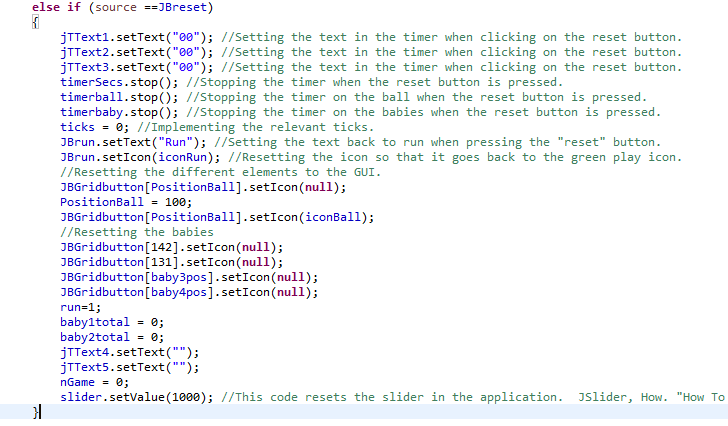 else if (source ==JBreset)
{
jTText1.setText("00"); //Setting the text in the timer when clicking on the reset button.
jTText2.setText("00"); //Setting the text in the timer when clicking on the reset button.
jTText3.setText("00"); //Setting the text in the timer when clicking on the reset button.
timerSecs.stop(); //Stopping the timer when the reset button is pressed.
timerball.stop(); //Stopping the timer on the ball when the reset button is pressed.
timerbaby.stop(); //Stopping the timer on the babies when the reset button is pressed.
ticks = 0; //Implementing the relevant ticks.
JBrun.setText("Run"); //Setting the text back to run when pressing the "reset" button.
JBrun.setIcon(iconRun); //Resetting the icon so that it goes back to the green play icon.
//Resetting the different elements to the GUI.
JBGridbutton[PositionBall].setIcon(null);
PositionBall = 100;
JBGridbutton[PositionBall].setIcon(iconBall);
//Resetting the babies
JBGridbutton[142].setIcon(null);
JBGridbutton[131].setIcon(null);
JBGridbutton[baby3pos].setIcon(null);
JBGridbutton[baby4pos].setIcon(null);
run=1;
baby1total = 0;
baby2total = 0;
jTText4.setText("");
jTText5.setText("");
nGame = 0;
slider.setValue(1000); //This code resets the slider in the application.  JSlider, How. "How To
}